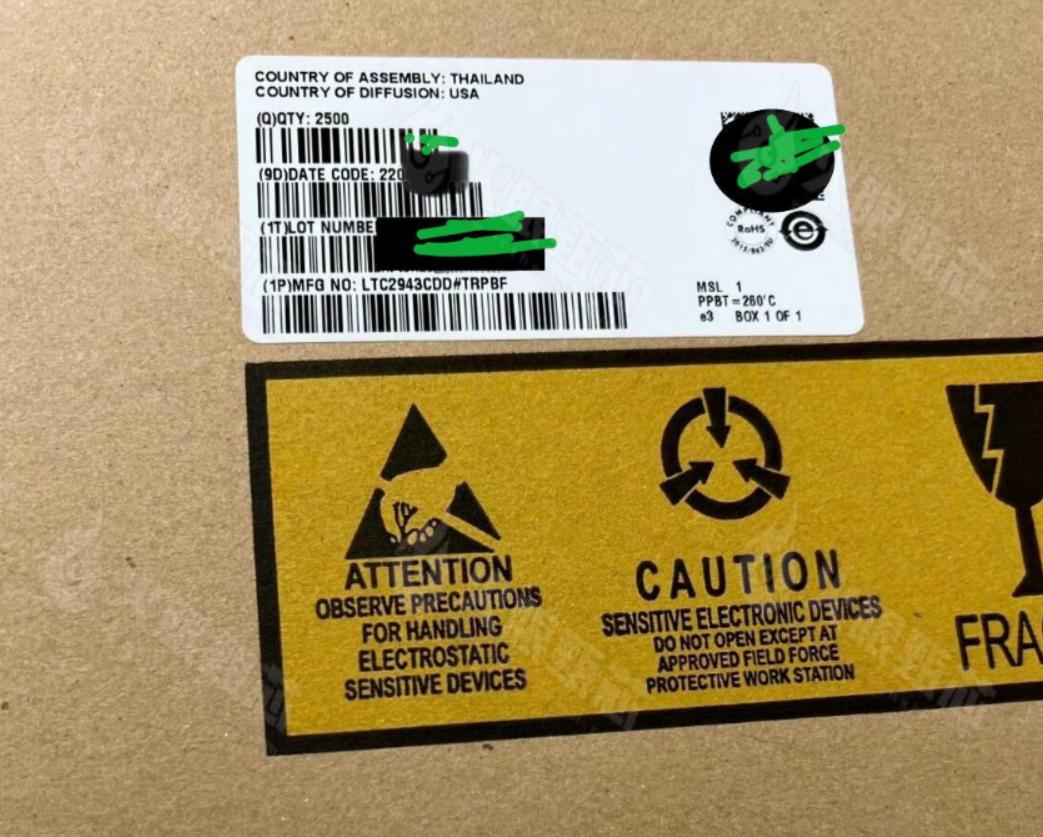 COUNTRY OF ASSEMBLY: THAILAND
COUNTRY OF DIFFUSION: USA
(Q)QTY: 2500
(9D)DATE CODE: 220
(1T)LOT NUMBE
(1P)MFG NO: LTC2943CDD#TRPBF
COMPLIANT
RoHS
e
MSL 1
PPBT=260°C
e3 BOX 1 OF 1
ATTENTION
OBSERVE PRECAUTIONS
FOR HANDLING
ELECTROSTATIC
SENSITIVE DEVICES
CAUTION
SENSITIVE ELECTRONIC DEVICES
DO NOT OPEN EXCEPT AT
APPROVED FIELD FORCE
PROTECTIVE WORK STATION
FRA